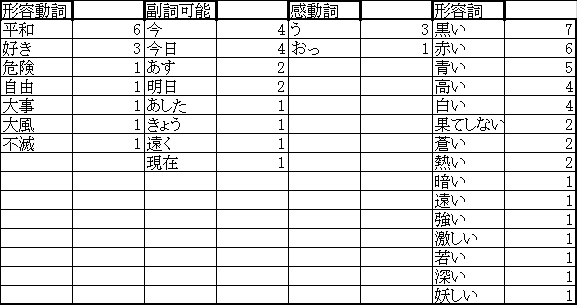 形容動詞 副詞可能 感動詞 形容詞
平和 6 今 4 う 3 黒い 7
好き 3 今日 4 おっ 1 赤い 6
危険 1 あす 2 青い 5
自由 1 明日 2 高い 4
大事 1 あした 1 白い 4
大風 1 きょう 1 果てしない 2
不滅 1 遠く 1 蒼い 2
現在 1 熱い 2
暗い 1
遠い 1
強い 1
激しい 1
若い 1
深い 1
妖しい 1